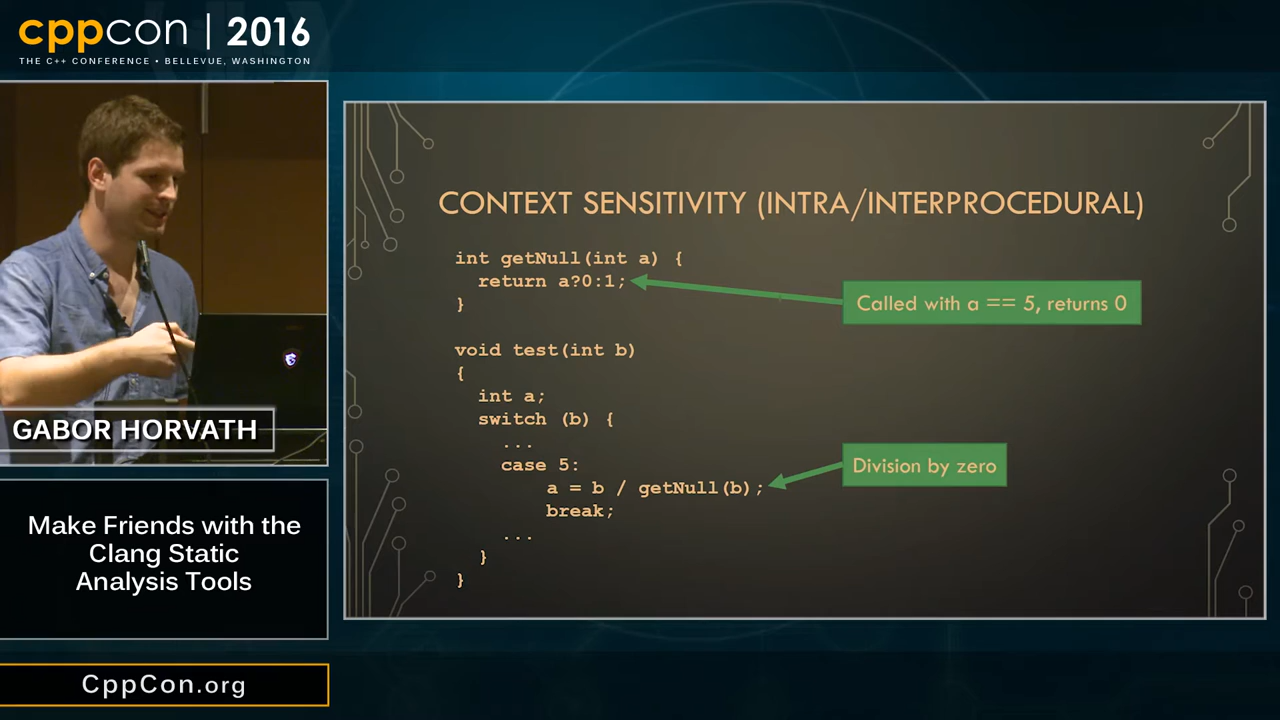 cppcon | 2016
THE C++ CONFERENCE • BELLEVUE, WASHINGTON
GABOR HORVATH
Make Friends with the
Clang Static
Analysis Tools
CppCon.org
CONTEXT SENSITIVITY (INTRA/INTERPROCEDURAL)
int getNull(int a) {
return a?0:1;
}
Called with a == 5, returns 0
void test(int b)
{
int a;
switch (b) {
...
case 5:
a = b / getNull(b);
break;
...
}
}
Division by zero